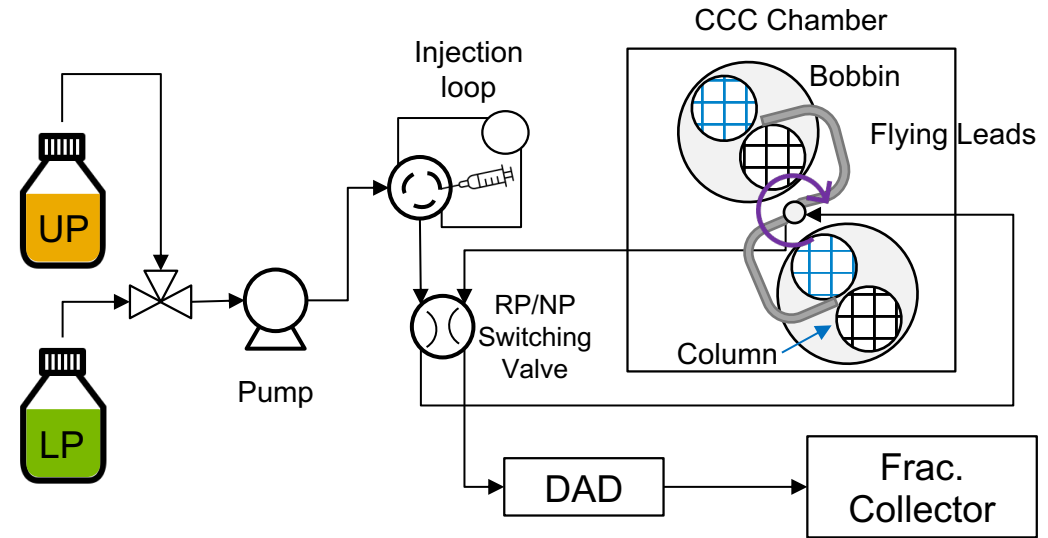 CCC Chamber
Injection
loop
Bobbin
Flying Leads
UP
RP/NP
Switching
Valve
Column
Pump
LP
DAD
Frac.
Collector